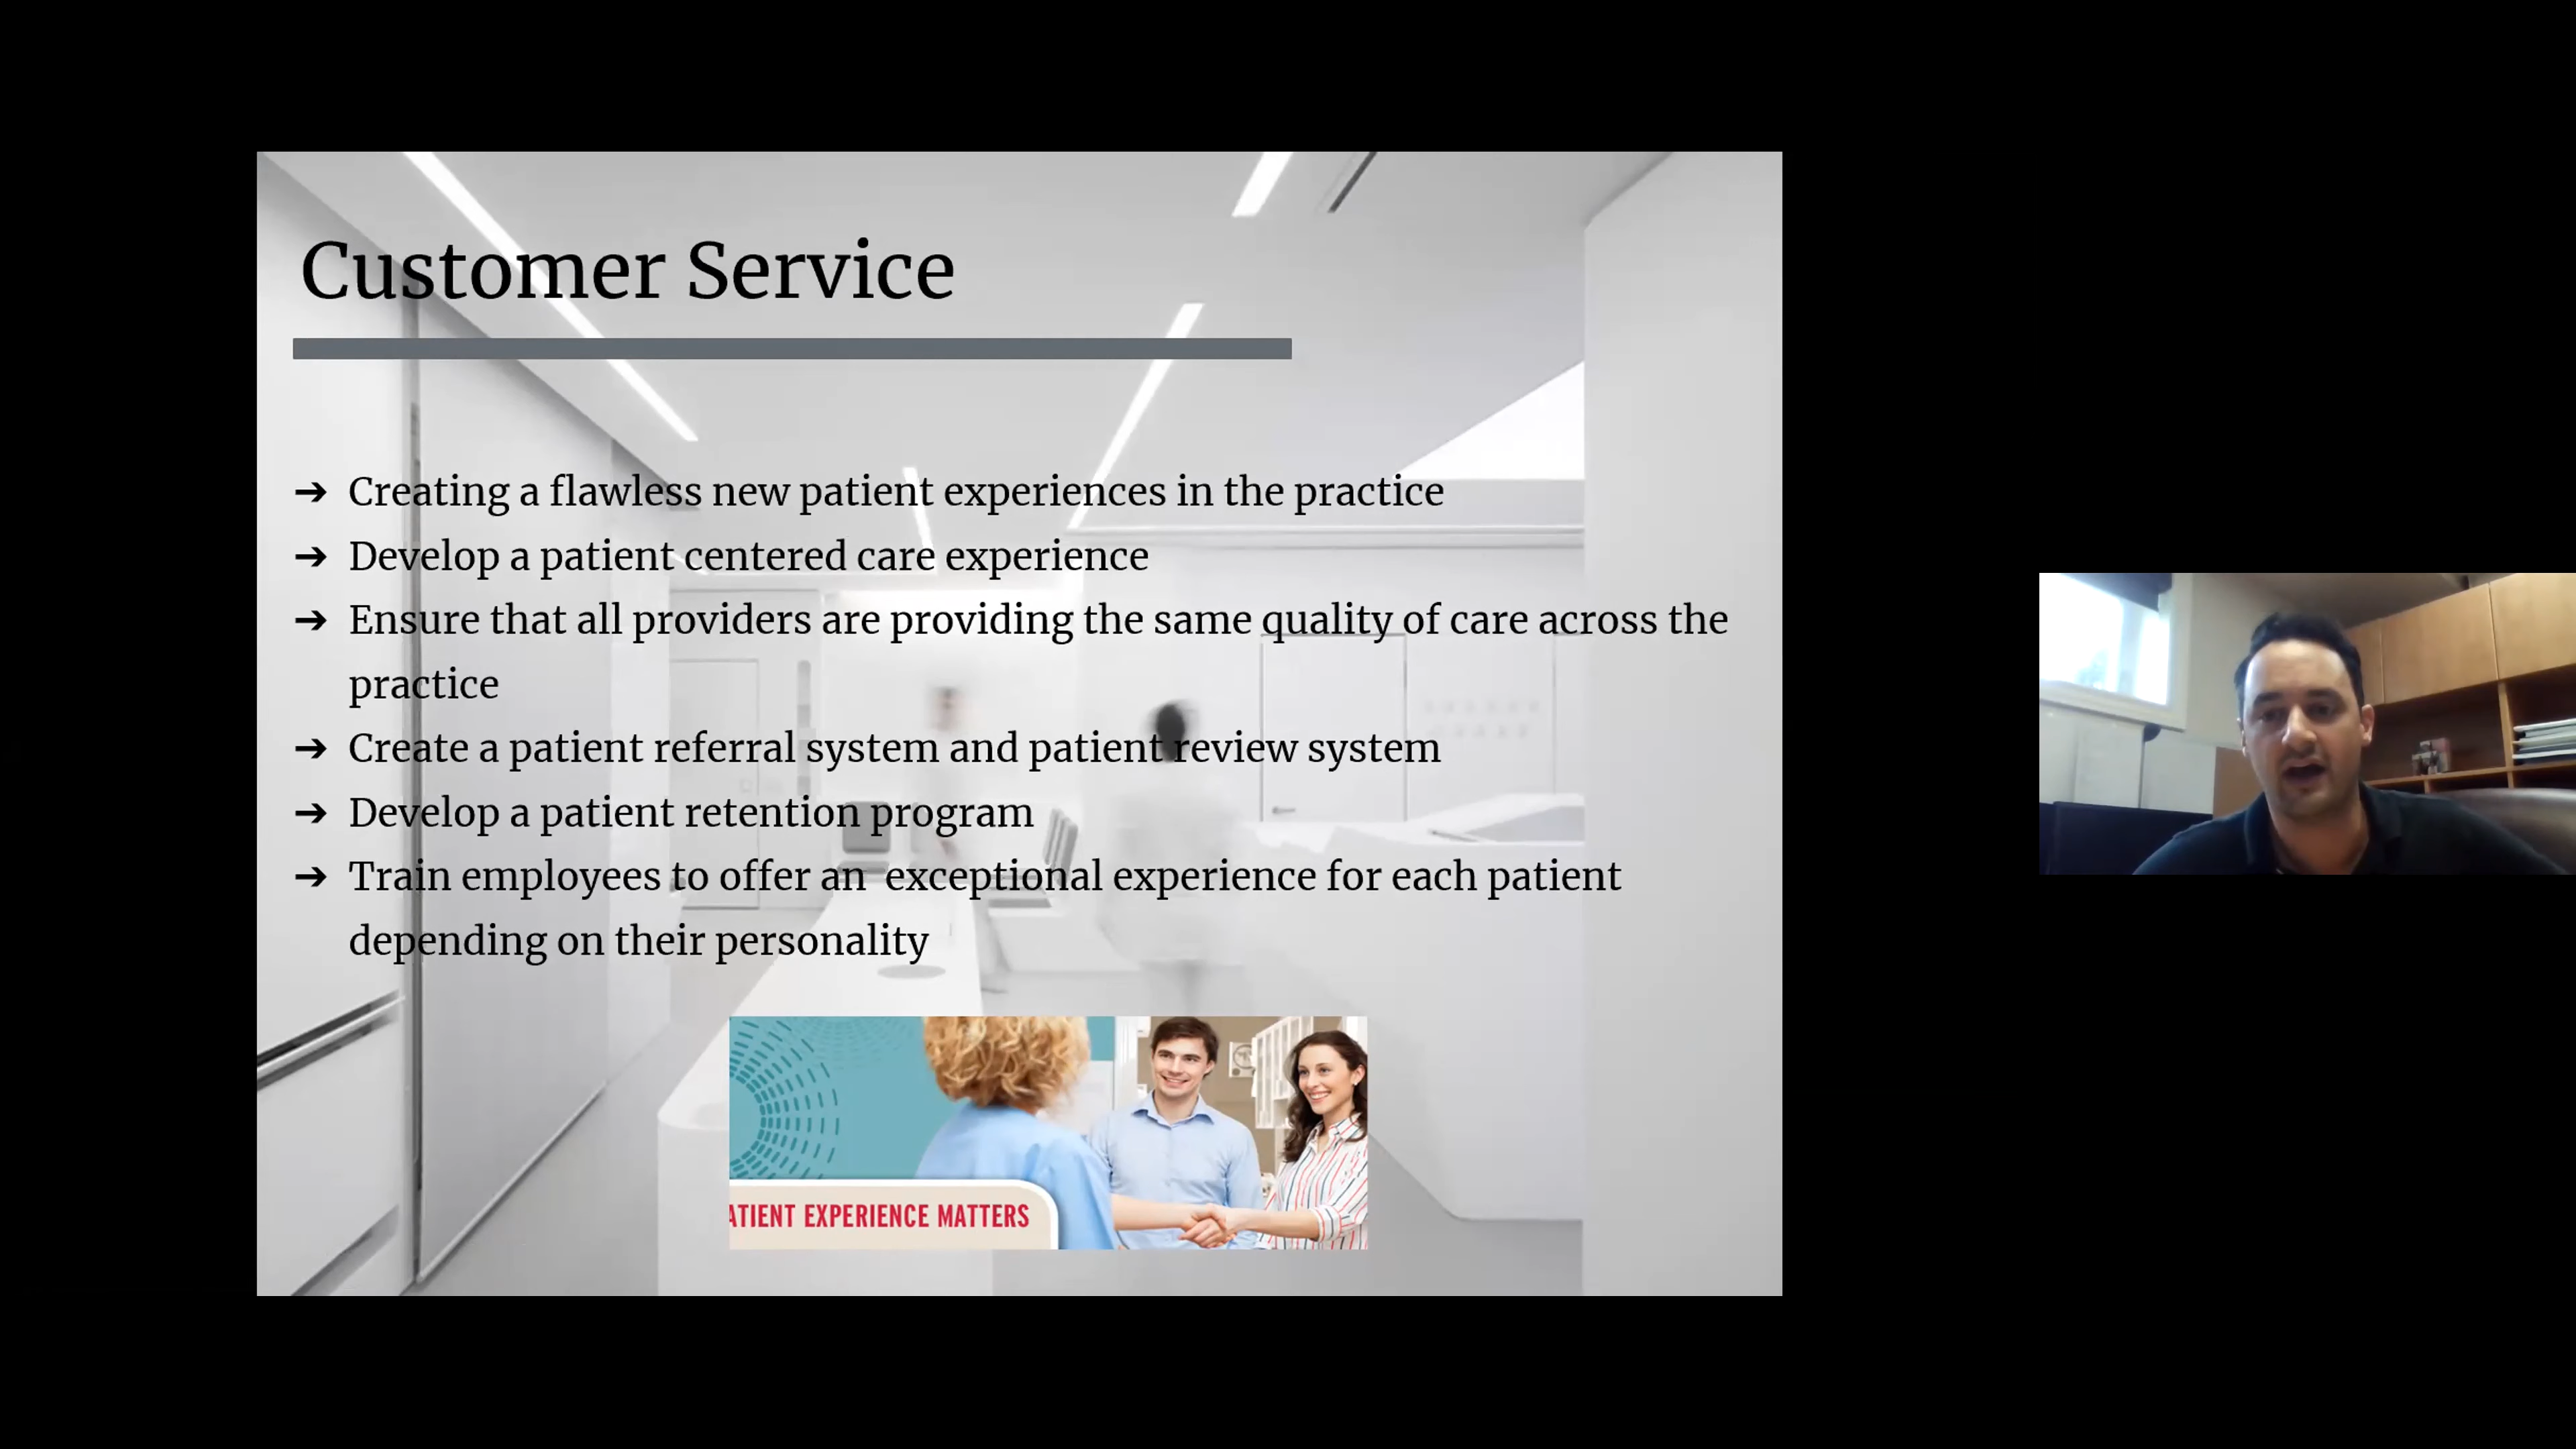 Customer Service
➔ Creating a flawless new patient experiences in the practice
➔ Develop a patient centered care experience
➔ Ensure that all providers are providing the same quality of care across the
practice
➔ Create a patient referral system and patient review system
➔ Develop a patient retention program
➔ Train employees to offer an  exceptional experience for each patient
depending on their personality
ATIENT EXPERIENCE MATTERS